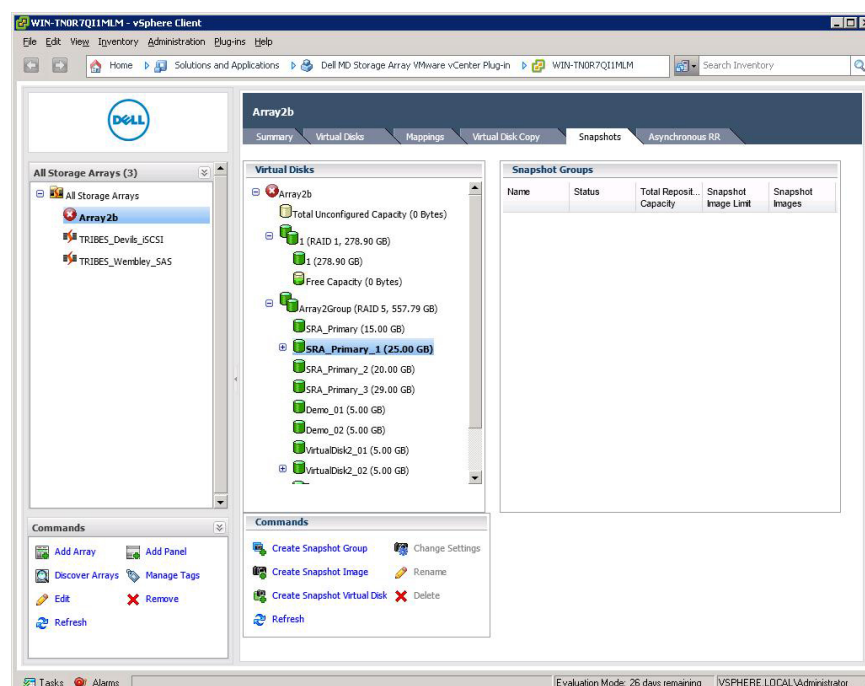 WIN-TN0R7QI1MLM - vSphere Client
File Edit View Inventory Administration Plug-ins Help
Home Solutions and Applications Dell MD Storage Array VMware vCenter Plug-in WIN-TN0R7QI1MLM Search Inventory
DELL
Array2b
Summary Virtual Disks Mappings Virtual Disk Copy Snapshots Asynchronous RR
All Storage Arrays (3)
All Storage Arrays
Array2b
TRIBES_Devils_iSCSI
TRIBES_Wembley_SAS
Virtual Disks
Array2b
Total Unconfigured Capacity (0 Bytes)
1 (RAID 1, 278.90 GB)
1 (278.90 GB)
Free Capacity (0 Bytes)
Array2Group (RAID 5, 557.79 GB)
SRA_Primary (15.00 GB)
SRA_Primary_1 (25.00 GB)
SRA_Primary_2 (20.00 GB)
SRA_Primary_3 (29.00 GB)
Demo_01 (5.00 GB)
Demo_02 (5.00 GB)
VirtualDisk2_01 (5.00 GB)
VirtualDisk2_02 (5.00 GB)
Snapshot Groups
Name Status Total Reposit... Capacity Snapshot Image Limit Snapshot Images
Commands
Add Array Add Panel
Discover Arrays Manage Tags
Edit Remove
Refresh
Commands
Create Snapshot Group Change Settings
Create Snapshot Image Rename
Create Snapshot Virtual Disk Delete
Refresh
Tasks Alarms Evaluation Mode: 26 days remaining VSPHERE.LOCAL\Administrator